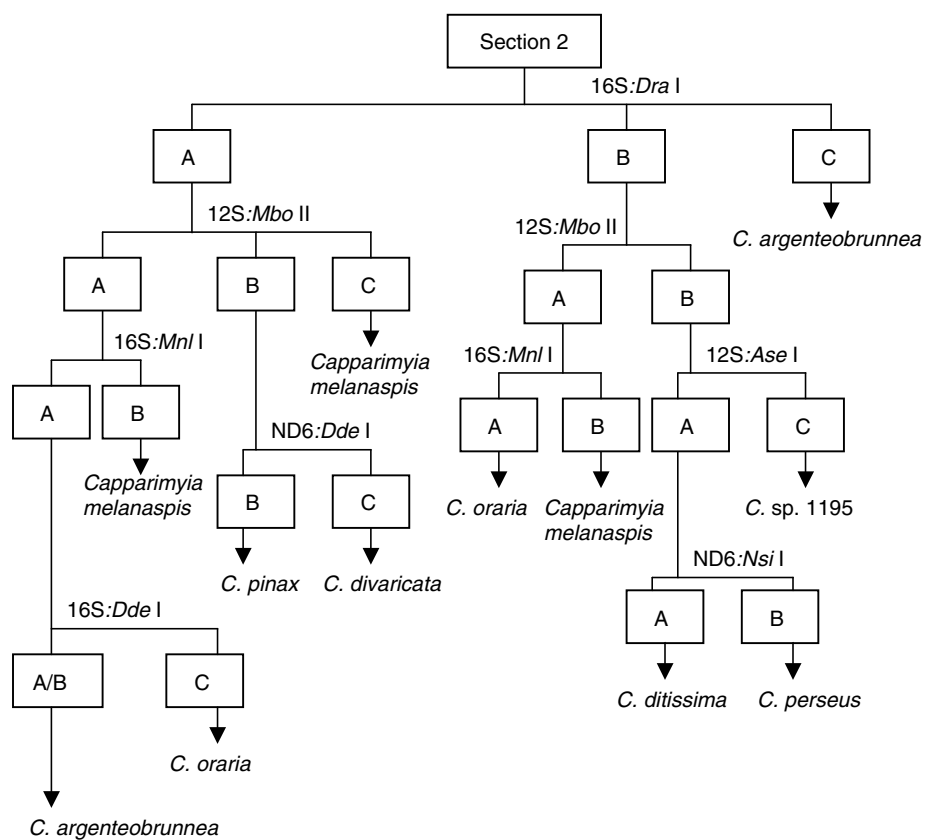 Section 2
16S:Dra I
A
B
C
12S:Mbo II
12S:Mbo II
C. argenteobrunnea
A
B
C
A
B
16S:Mnl I
Capparimyia
melanaspis
16S:Mnl I
12S:Ase I
A
B
A
B
A
C
Capparimyia
melanaspis
ND6:Dde I
C. oraria
Capparimyia
melanaspis
C. sp. 1195
B
C
C. pinax
C. divaricata
ND6:Nsi I
16S:Dde I
A
B
A/B
C
C. ditissima
C. perseus
C. oraria
C. argenteobrunnea